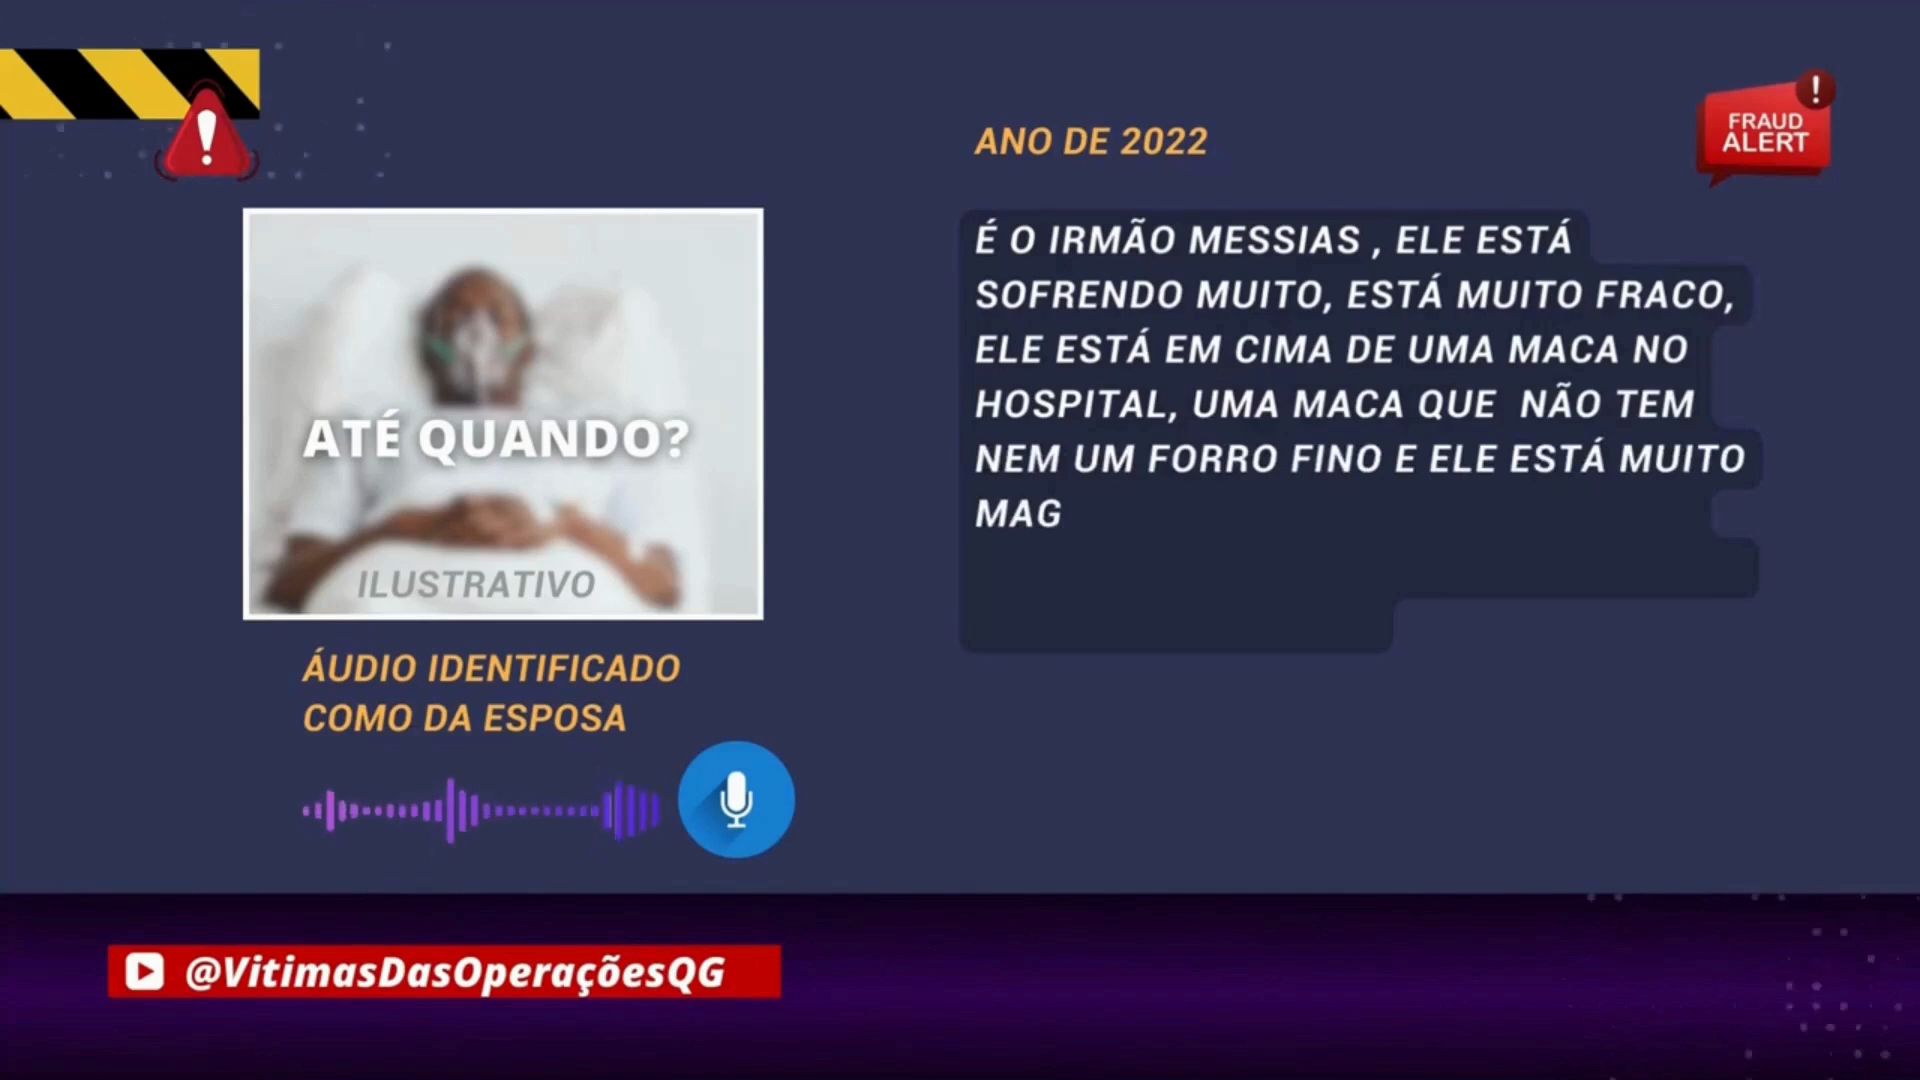 ANO DE 2022
FRAUD
ALERT
É O IRMÃO MESSIAS , ELE ESTÁ
SOFRENDO MUITO, ESTÁ MUITO FRACO,
ELE ESTÁ EM CIMA DE UMA MACA NO
HOSPITAL, UMA MACA QUE NÃO TEM
NEM UM FORRO FINO E ELE ESTÁ MUITO
MAG
ATÉ QUANDO?
ILUSTRATIVO
ÁUDIO IDENTIFICADO
COMO DA ESPOSA
@VitimasDasOperaçõesQG